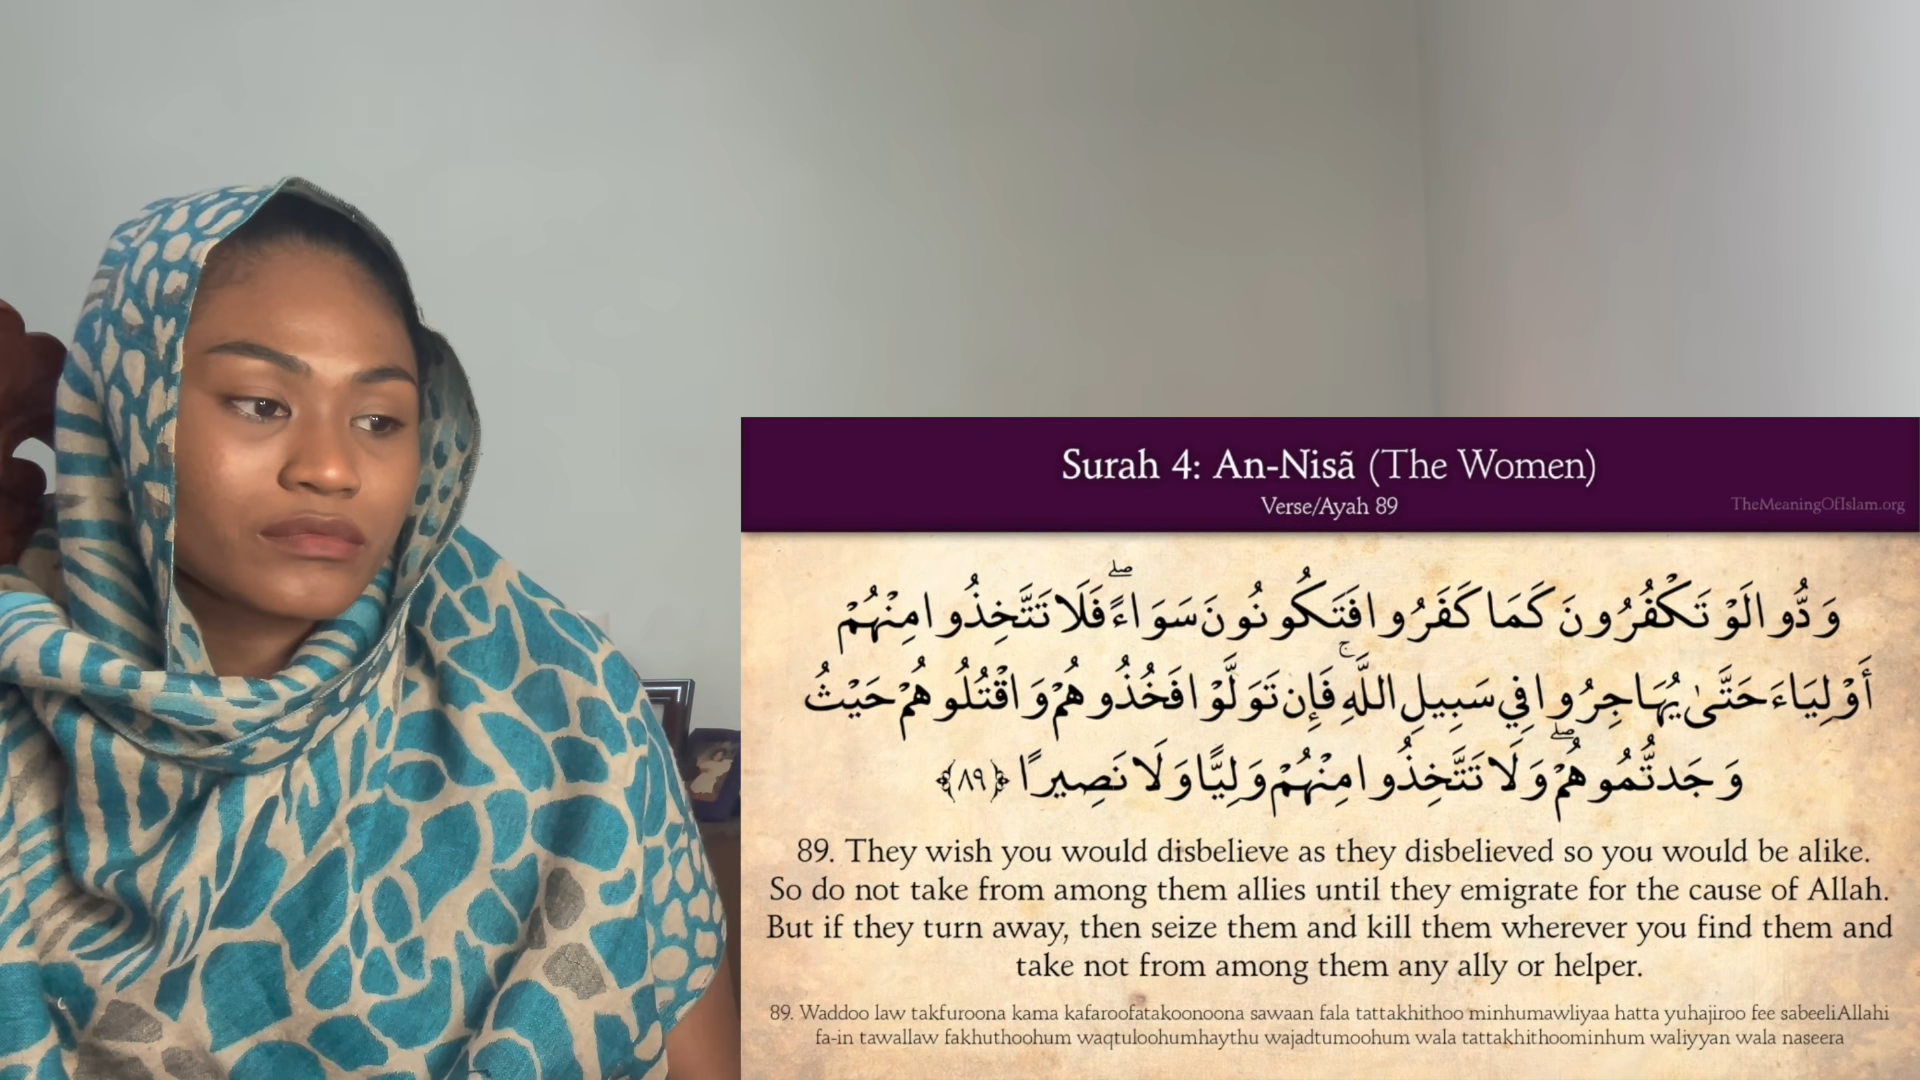 Surah 4: An-Nisã (The Women)
Verse/Ayah 89
TheMeaningOfIslam.org
وَدُّوا لَوْ تَكْفُرُونَ كَمَا كَفَرُوا فَتَكُونُونَ سَوَاءً ۖ فَلَا تَتَّخِذُوا مِنْهُمْ
أَوْلِيَاءَ حَتَّىٰ يُهَاجِرُوا فِي سَبِيلِ اللَّهِ ۚ فَإِن تَوَلَّوْا فَخُذُوهُمْ وَاقْتُلُوهُمْ حَيْثُ
وَجَدتُّمُوهُمْ ۖ وَلَا تَتَّخِذُوا مِنْهُمْ وَلِيًّا وَلَا نَصِيرًا ﴿٨٩﴾
89. They wish you would disbelieve as they disbelieved so you would be alike.
So do not take from among them allies until they emigrate for the cause of Allah.
But if they turn away, then seize them and kill them wherever you find them and
take not from among them any ally or helper.
89. Waddoo law takfuroona kama kafaroofatakoonoona sawaan fala tattakhithoo minhumawliyaa hatta yuhajiroo fee sabeeliAllahi
fa-in tawallaw fakhuthoohum waqtuloohumhaythu wajadtumoohum wala tattakhithoominhum waliyyan wala naseera